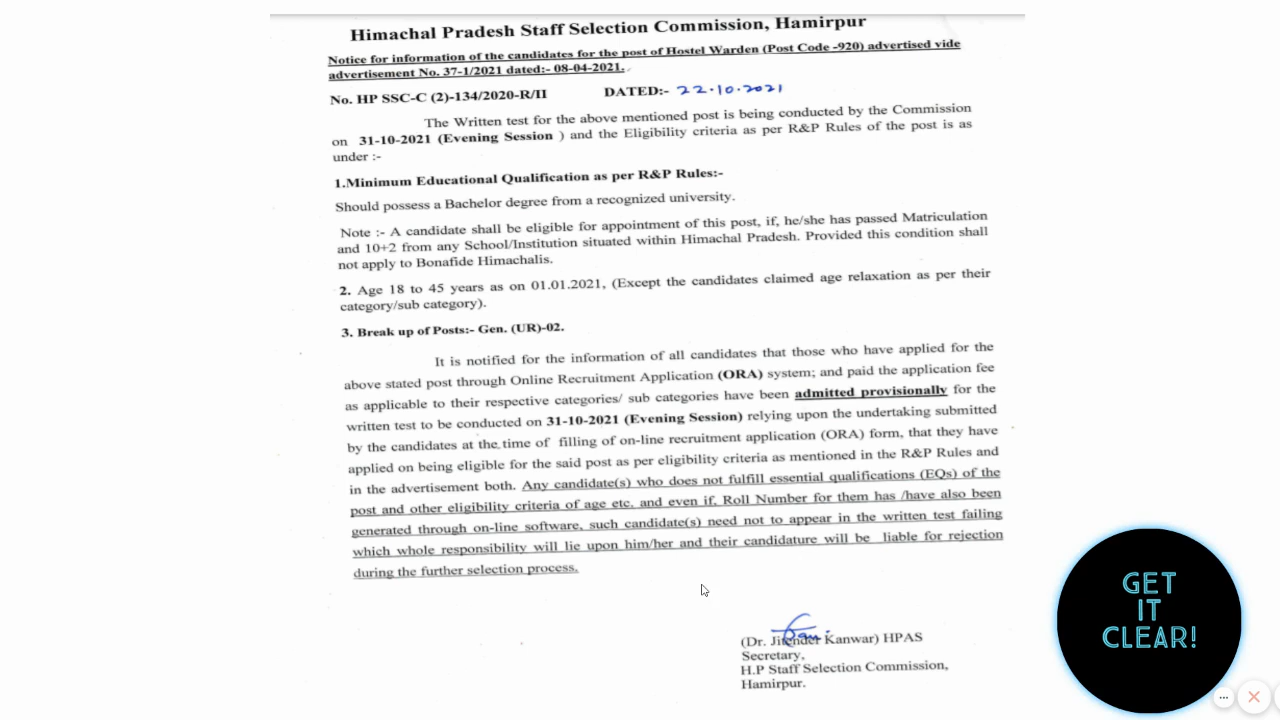 Himachal Pradesh Staff Selection Commission, Hamirpur
Notice for information of the candidates for the post of Hostel Warden (Post Code -920) advertised vide
advertisement No. 37-1/2021 dated:- 08-04-2021.
No. HP SSC-C (2)-134/2020-R/II DATED:- 22.10.2021
The Written test for the above mentioned post is being conducted by the Commission
on 31-10-2021 (Evening Session ) and the Eligibility criteria as per R&P Rules of the post is as
under :-
1.Minimum Educational Qualification as per R&P Rules:-
Should possess a Bachelor degree from a recognized university.
Note :- A candidate shall be eligible for appointment of this post, if, he/she has passed Matriculation
and 10+2 from any School/Institution situated within Himachal Pradesh. Provided this condition shall
not apply to Bonafide Himachalis.
2. Age 18 to 45 years as on 01.01.2021, (Except the candidates claimed age relaxation as per their
category/sub category).
3. Break up of Posts:- Gen. (UR)-02.
It is notified for the information of all candidates that those who have applied for the
above stated post through Online Recruitment Application (ORA) system; and paid the application fee
as applicable to their respective categories/ sub categories have been admitted provisionally for the
written test to be conducted on 31-10-2021 (Evening Session) relying upon the undertaking submitted
by the candidates at the time of filling of on-line recruitment application (ORA) form, that they have
applied on being eligible for the said post as per eligibility criteria as mentioned in the R&P Rules and
in the advertisement both. Any candidate(s) who does not fulfill essential qualifications (EQs) of the
post and other eligibility criteria of age etc. and even if, Roll Number for them has /have also been
generated through on-line software, such candidate(s) need not to appear in the written test failing
which whole responsibility will lie upon him/her and their candidature will be liable for rejection
during the further selection process.
(Dr. Jitender Kanwar) HPAS
Secretary,
H.P Staff Selection Commission,
Hamirpur.
GET
IT
CLEAR!